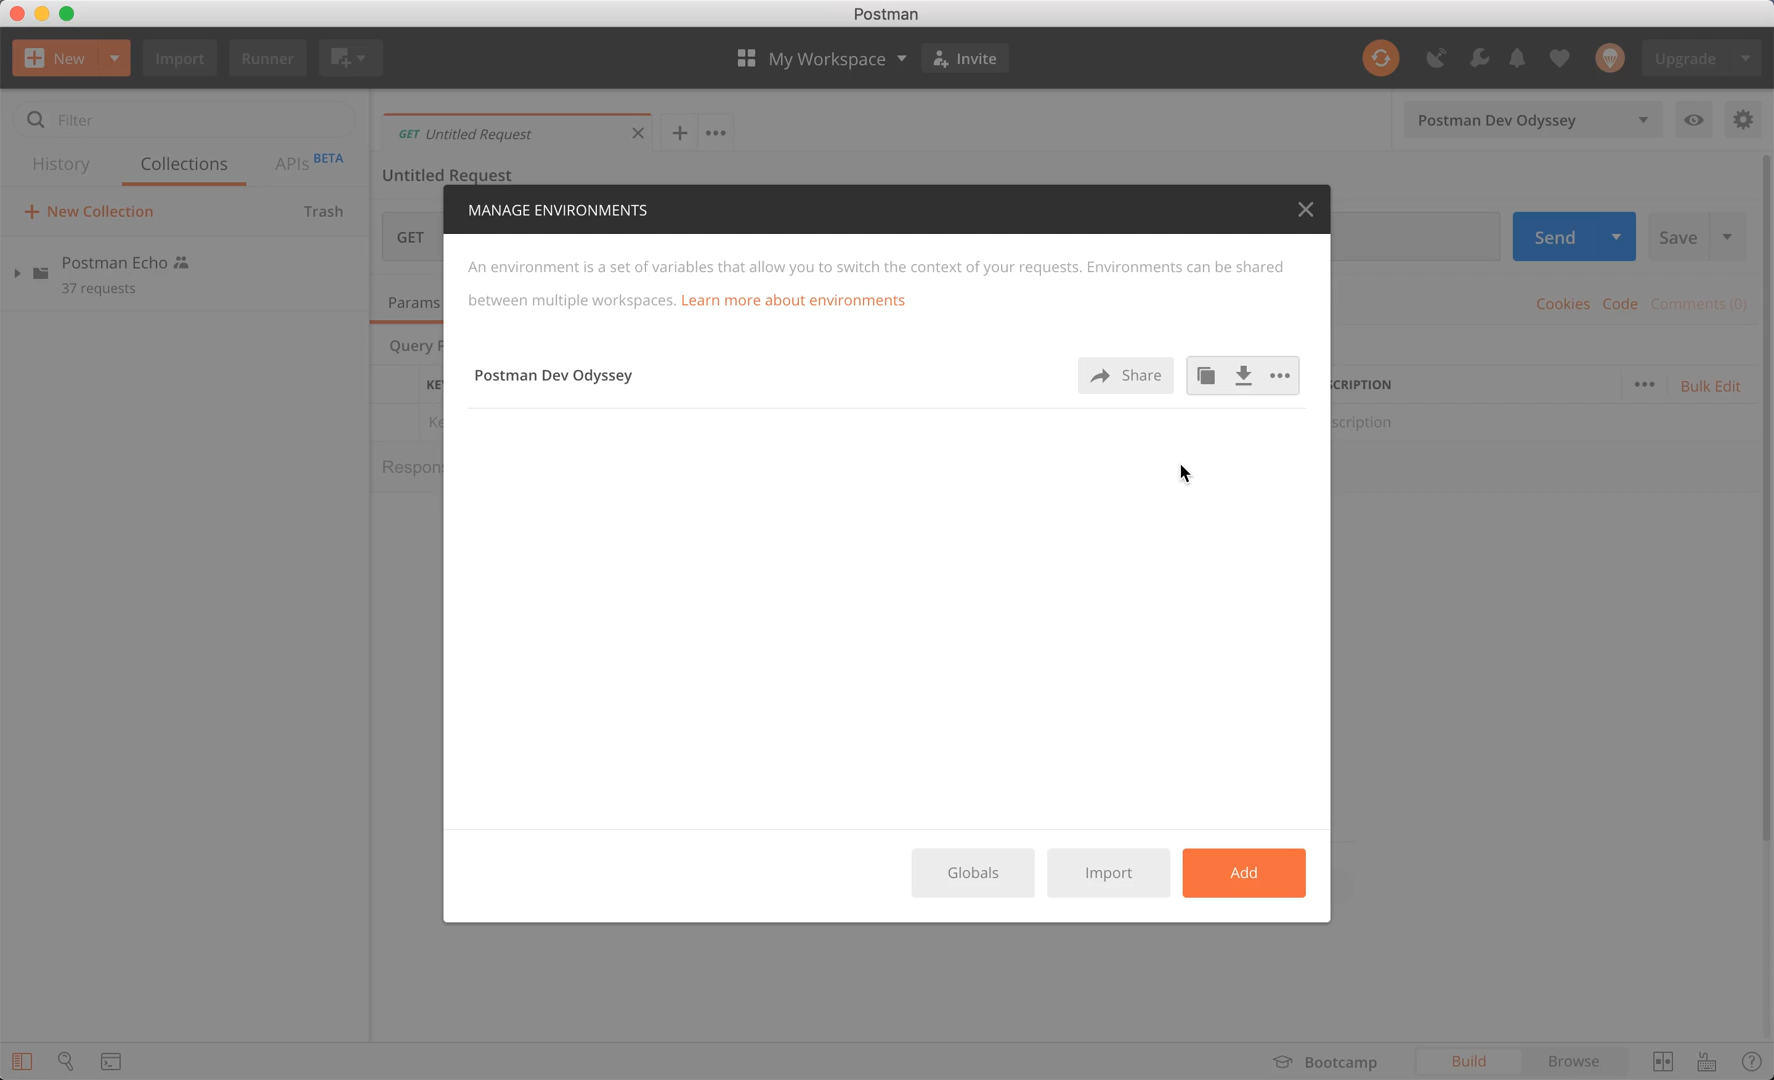 Postman
New
Import
Runner
My Workspace
Invite
Upgrade
Filter
GET Untitled Request
Postman Dev Odyssey
History
Collections
APIs BETA
Untitled Request
New Collection
Trash
MANAGE ENVIRONMENTS
GET
Send
Save
Postman Echo
37 requests
An environment is a set of variables that allow you to switch the context of your requests. Environments can be shared
between multiple workspaces. Learn more about environments
Params
Cookies
Code
Comments (0)
Query P
KEY
Postman Dev Odyssey
Share
SCRIPTION
Bulk Edit
Ke
scription
Respons
Globals
Import
Add
Bootcamp
Build
Browse